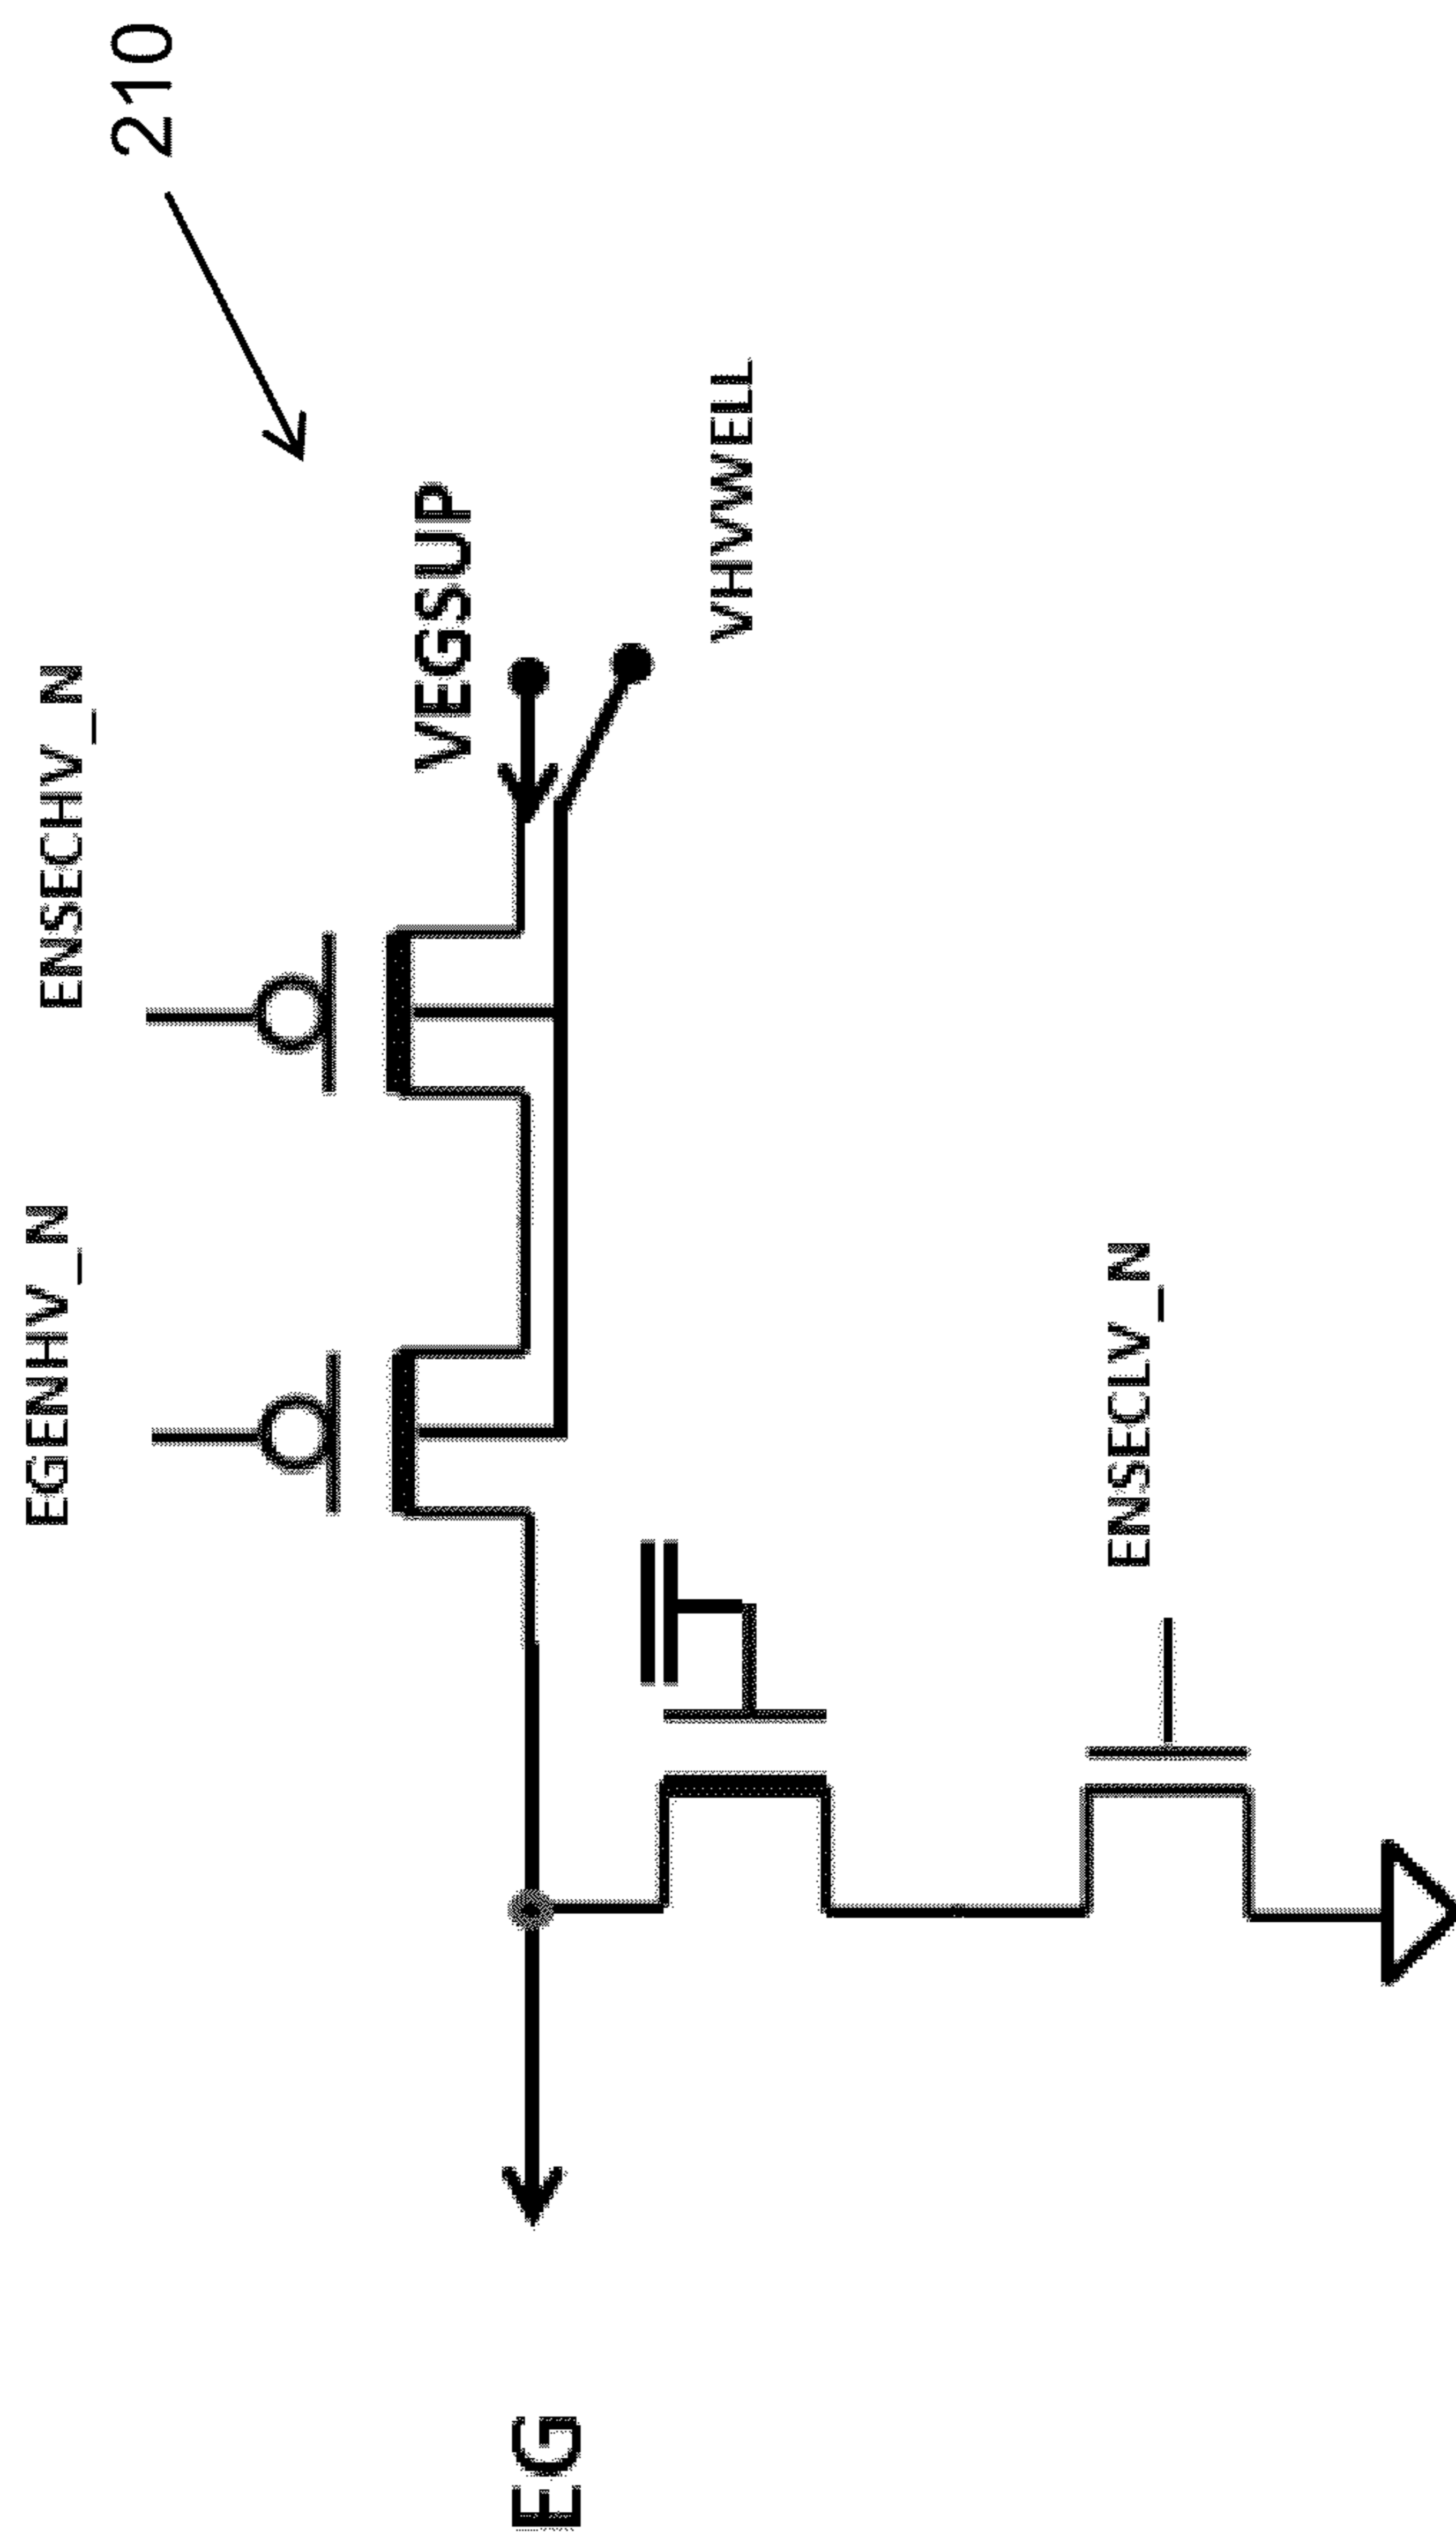 210
ENSECHV_N
EGENHV_N
VEGSUP
VHVWELL
EG
ENSECLV_N